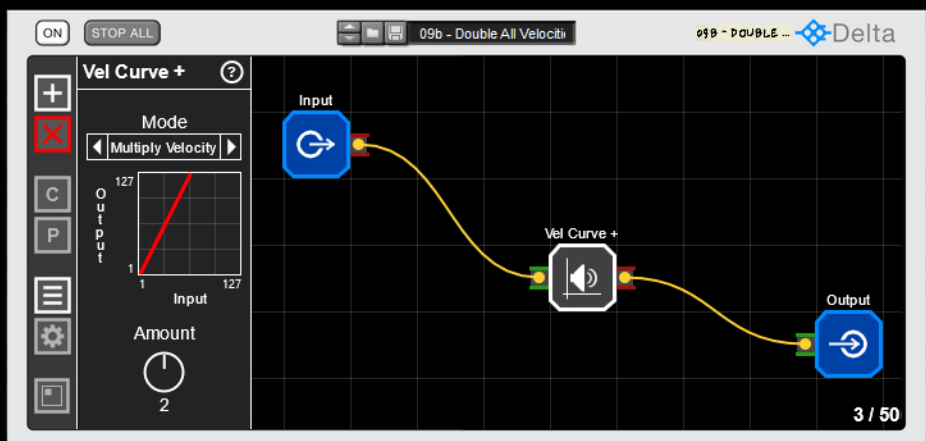 ON
STOP ALL
09b - Double All Velociti
09B - DOUBLE ...
Delta
Vel Curve +
?
Mode
Multiply Velocity
Output
127
1
1
127
Input
Amount
2
C
P
Input
Vel Curve +
Output
3 / 50